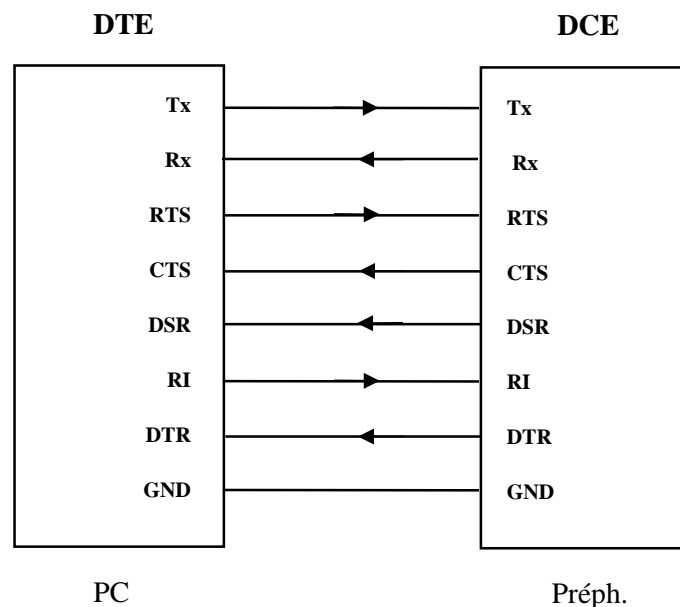 DTE DCE
Tx Tx
Rx Rx
RTS RTS
CTS CTS
DSR DSR
RI RI
DTR DTR
GND GND
PC Préph.